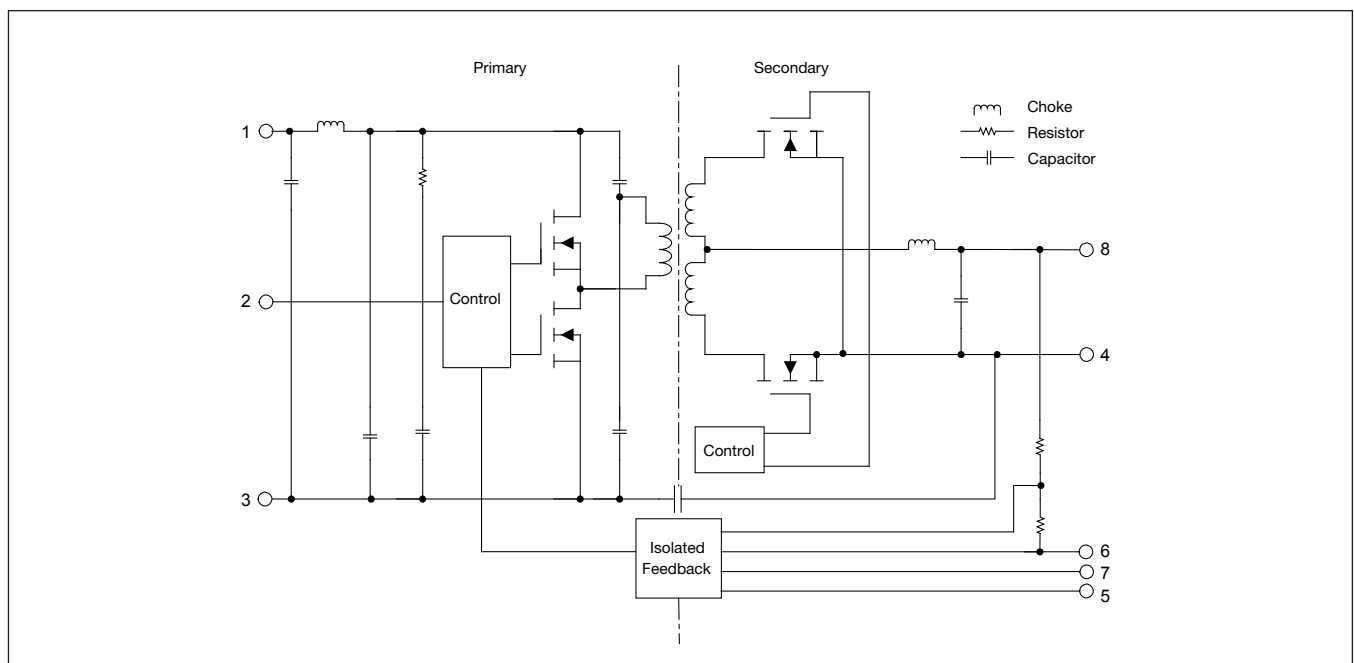 Primary
Secondary
Choke
Resistor
Capacitor
1
8
Control
2
4
Control
3
Isolated
Feedback
6
7
5